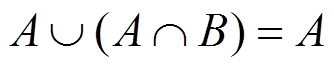 A ∪ (A ∩ B) = A